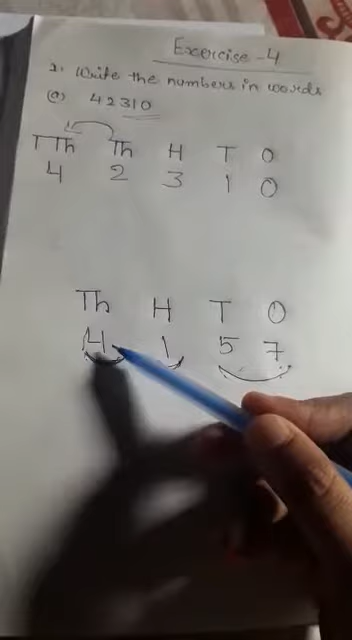 Exercise-4
1. Write the numbers in words
(a) 42310
TTh Th H T O
4 2 3 1 0
Th H T O
4 1 5 7